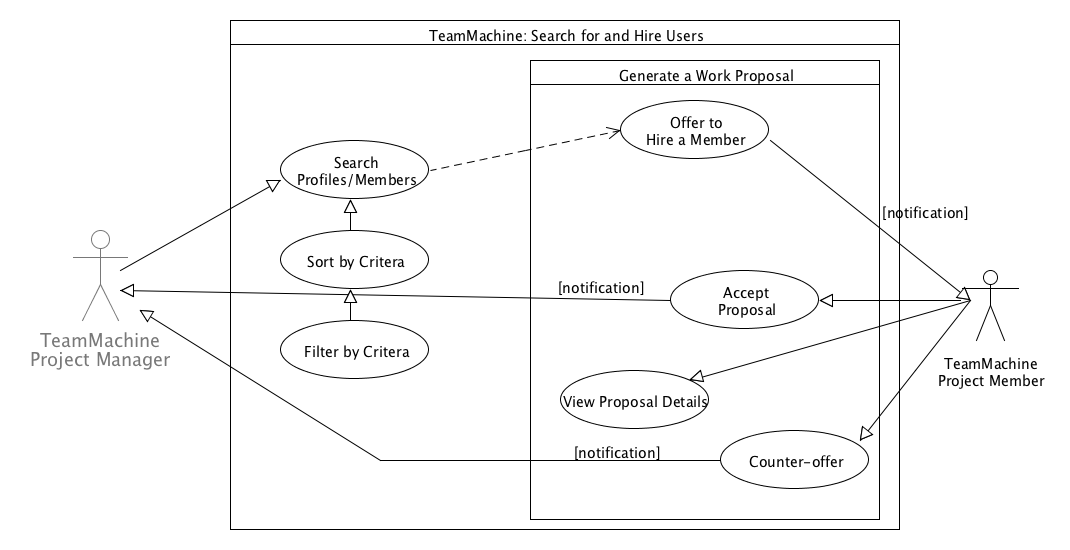 TeamMachine: Search for and Hire Users
Generate a Work Proposal
Offer to
Hire a Member
Search
Profiles/Members
[notification]
Sort by Critera
[notification]
Accept
Proposal
TeamMachine
Project Manager
Filter by Critera
TeamMachine
Project Member
View Proposal Details
[notification]
Counter-offer